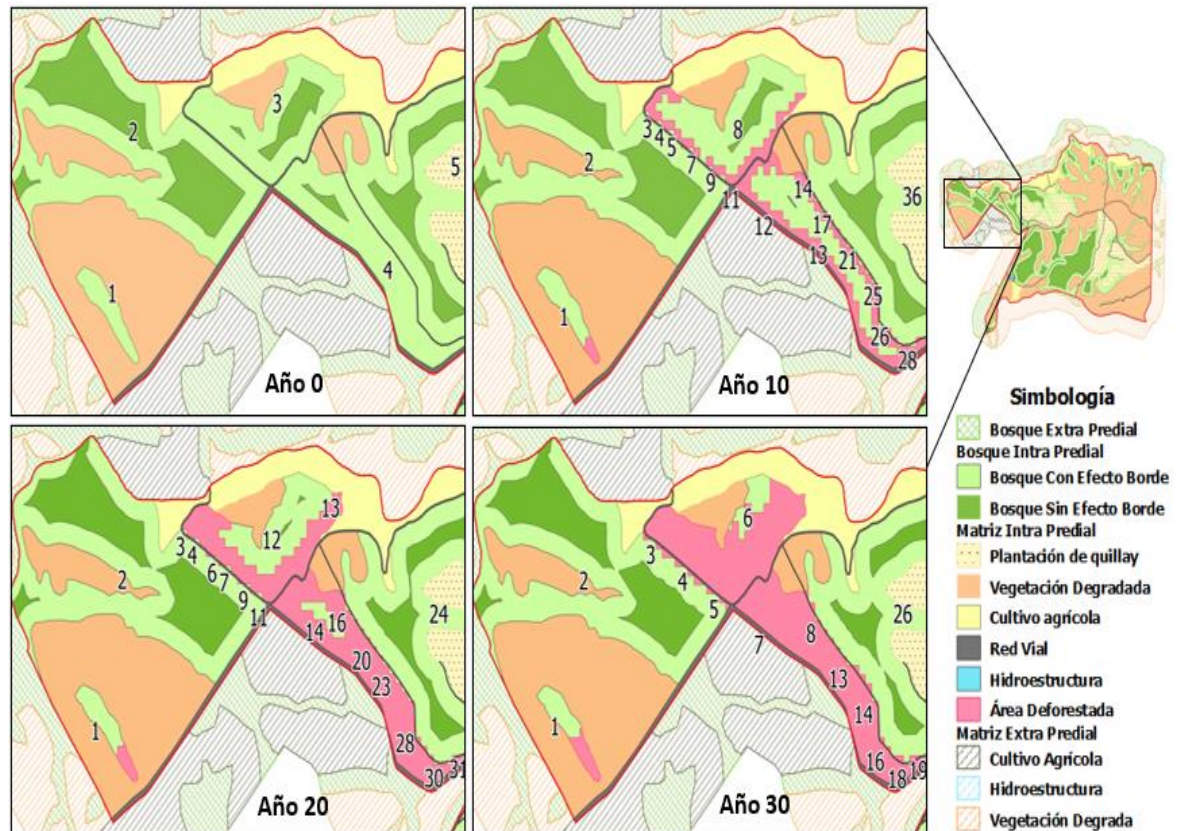 3
2
5
4
1
Año 0
3
4
5
7
9
11
8
2
14
36
12
17
13
21
25
26
28
1
Año 10
13
3
4
12
6
2
7
9
11
16
24
14
20
23
1
28
30
31
Año 20
6
3
2
4
5
7
8
26
13
14
1
16
18
19
Año 30
Simbología
Bosque Extra Predial
Bosque Intra Predial
Bosque Con Efecto Borde
Bosque Sin Efecto Borde
Matriz Intra Predial
Plantación de quillay
Vegetación Degradada
Cultivo agrícola
Red Vial
Hidroestructura
Área Deforestada
Matriz Extra Predial
Cultivo Agrícola
Hidroestructura
Vegetación Degrada